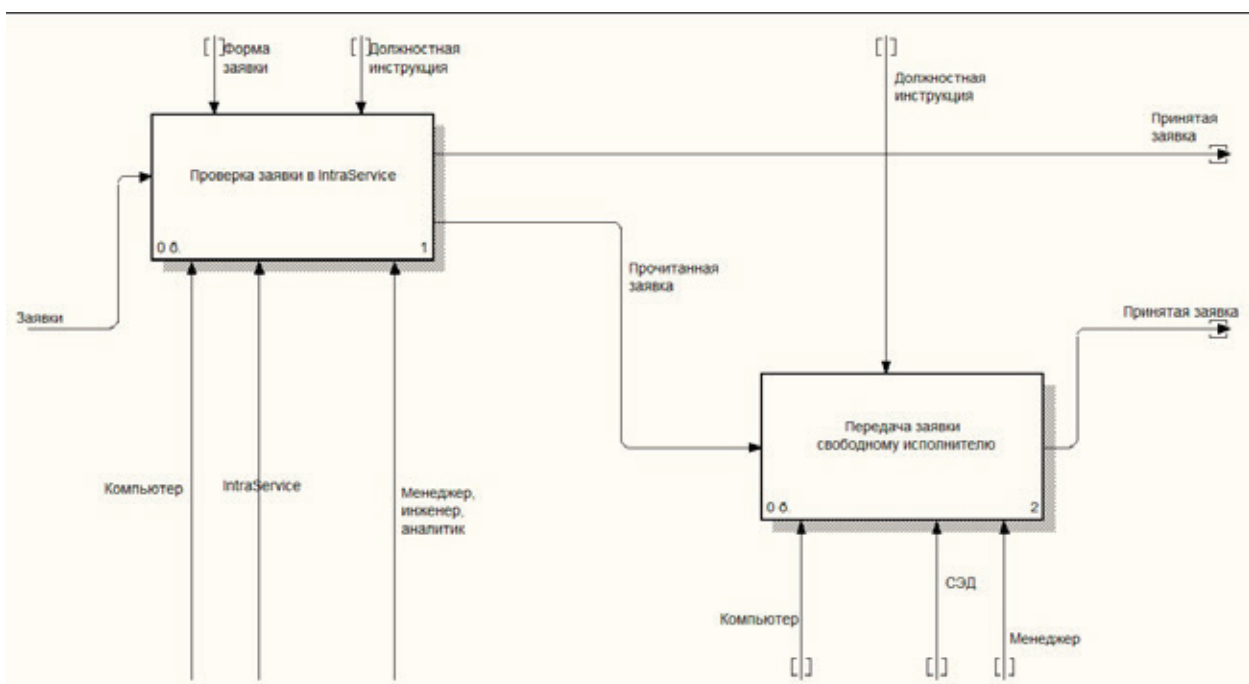 Форма
заявки
Должностная
инструкция
Должностная
инструкция
Принятая
заявка
Проверка заявки в IntraService
0 б.
1
Прочитанная
заявка
Заявки
Принятая заявка
Передача заявки
свободному исполнителю
0 б.
2
Компьютер
IntraService
Менеджер,
инженер,
аналитик
СЭД
Компьютер
Менеджер